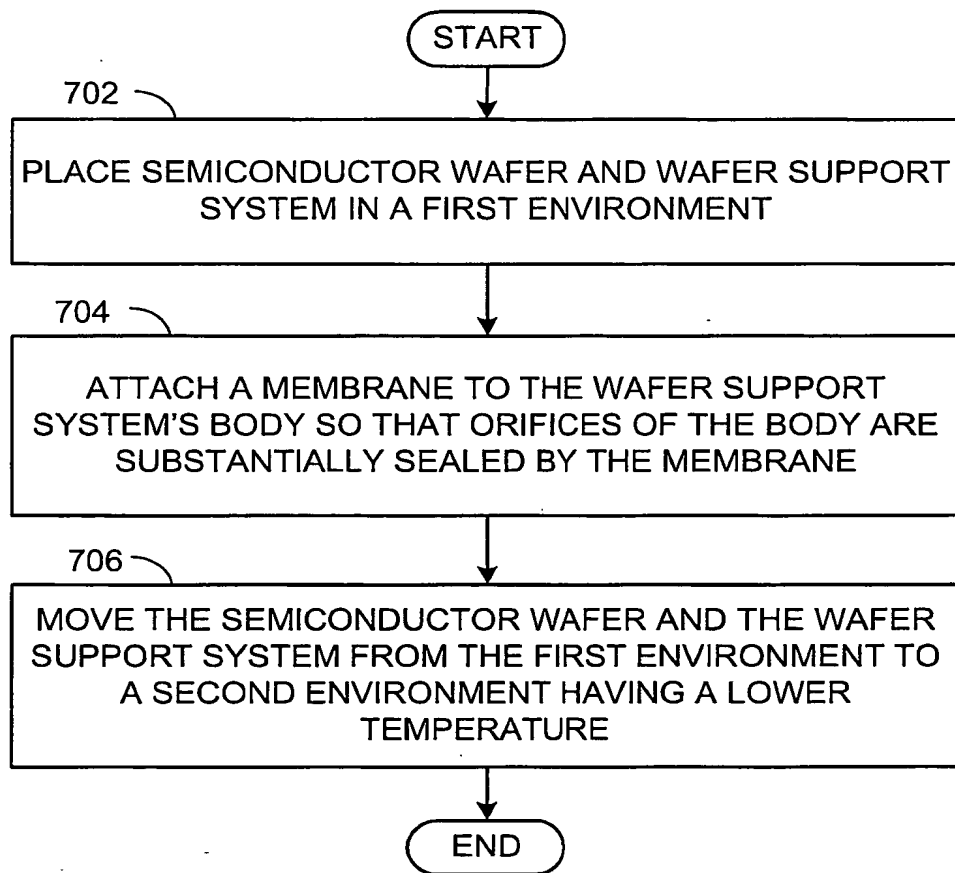 START
702
PLACE SEMICONDUCTOR WAFER AND WAFER SUPPORT
SYSTEM IN A FIRST ENVIRONMENT
704
ATTACH A MEMBRANE TO THE WAFER SUPPORT
SYSTEM'S BODY SO THAT ORIFICES OF THE BODY ARE
SUBSTANTIALLY SEALED BY THE MEMBRANE
706
MOVE THE SEMICONDUCTOR WAFER AND THE WAFER
SUPPORT SYSTEM FROM THE FIRST ENVIRONMENT TO
A SECOND ENVIRONMENT HAVING A LOWER
TEMPERATURE
END